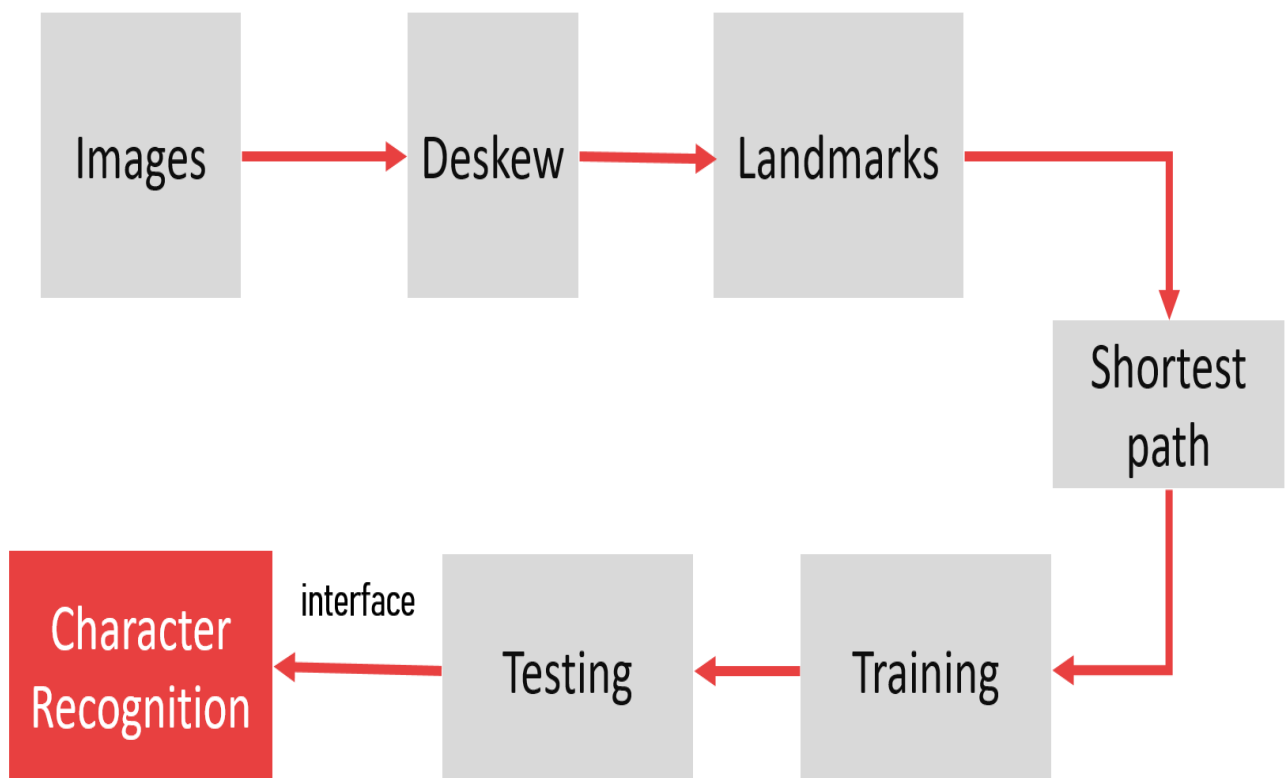 Images
Deskew
Landmarks
Shortest
path
Training
Testing
interface
Character
Recognition